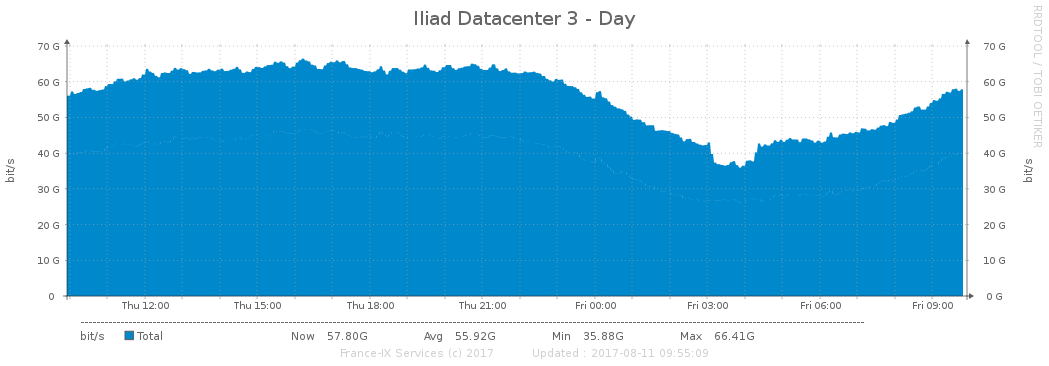 Iliad Datacenter 3 - Day
RRDTOOL / TOBI OETIKER
bit/s
70 G 70 G
60 G 60 G
50 G 50 G
40 G 40 G
30 G 30 G
20 G 20 G
10 G 10 G
0 0 G
bit/s
Thu 12:00 Thu 15:00 Thu 18:00 Thu 21:00 Fri 00:00 Fri 03:00 Fri 06:00 Fri 09:00
bit/s Total Now 57.80G Avg 55.92G Min 35.88G Max 66.41G
France-IX Services (c) 2017 Updated : 2017-08-11 09:55:09